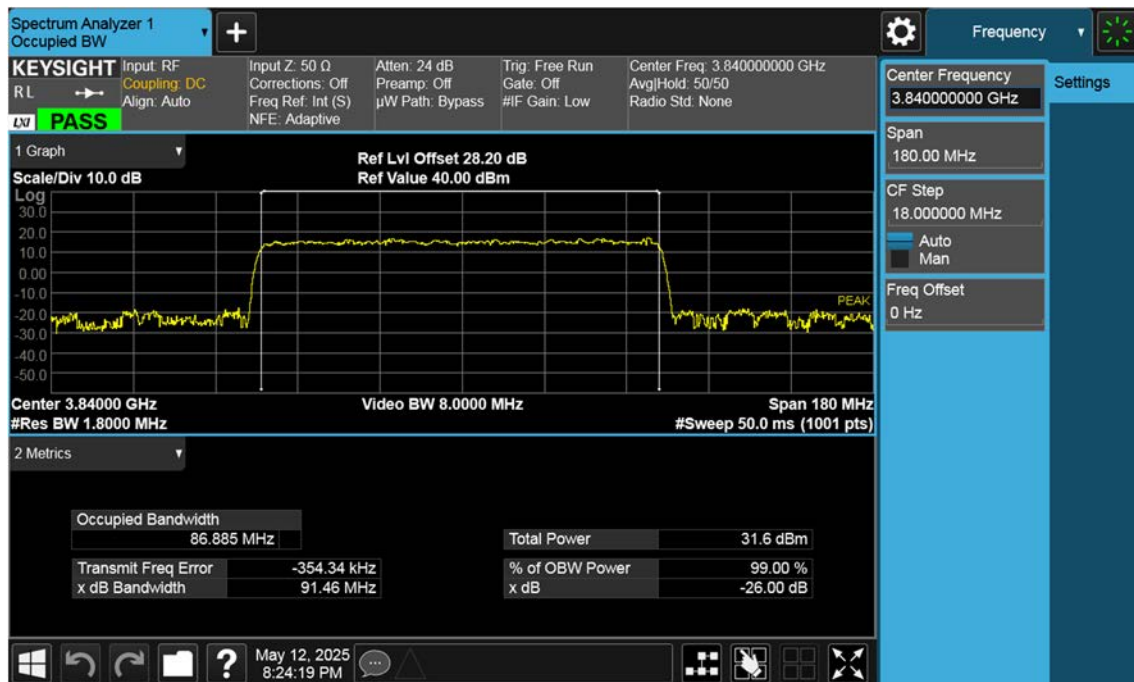 Spectrum Analyzer 1
Occupied BW
Frequency
KEYSIGHT
RL
LXI PASS
Input: RF
Coupling: DC
Align: Auto
Input Z: 50 Ω
Corrections: Off
Freq Ref: Int (S)
NFE: Adaptive
Atten: 24 dB
Preamp: Off
µW Path: Bypass
Trig: Free Run
Gate: Off
#IF Gain: Low
Center Freq: 3.840000000 GHz
Avg|Hold: 50/50
Radio Std: None
1 Graph
Scale/Div 10.0 dB
Ref Lvl Offset 28.20 dB
Ref Value 40.00 dBm
Log
30.0
20.0
10.0
0.00
-10.0
-20.0
-30.0
-40.0
-50.0
PEAK
Center 3.84000 GHz
Video BW 8.0000 MHz
Span 180 MHz
#Res BW 1.8000 MHz
#Sweep 50.0 ms (1001 pts)
2 Metrics
Occupied Bandwidth
86.885 MHz
Total Power 31.6 dBm
Transmit Freq Error -354.34 kHz
% of OBW Power 99.00 %
x dB Bandwidth 91.46 MHz
x dB -26.00 dB
Center Frequency
3.840000000 GHz
Settings
Span
180.00 MHz
CF Step
18.000000 MHz
Auto
Man
Freq Offset
0 Hz
?
May 12, 2025
8:24:19 PM